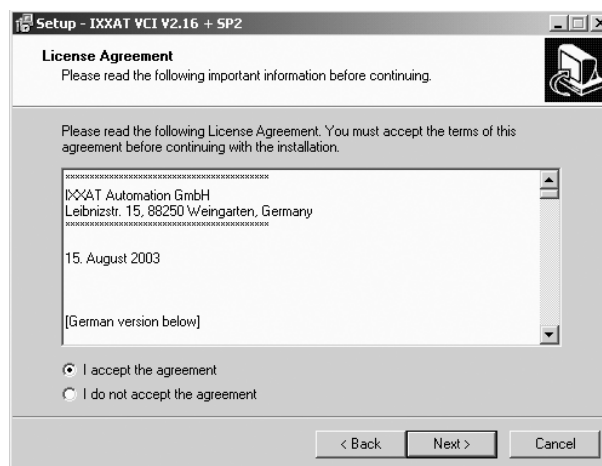 Setup - IXXAT VCI V2.16 + SP2
License Agreement
Please read the following important information before continuing.
Please read the following License Agreement. You must accept the terms of this
agreement before continuing with the installation.
xxxxxxxxxxxxxxxxxxxxxxxxxxxxxxxxxxxxxxxxx
IXXAT Automation GmbH
Leibnizstr. 15, 88250 Weingarten, Germany
xxxxxxxxxxxxxxxxxxxxxxxxxxxxxxxxxxxxxxxxx
15. August 2003
[German version below]
I accept the agreement
I do not accept the agreement
< Back Next > Cancel